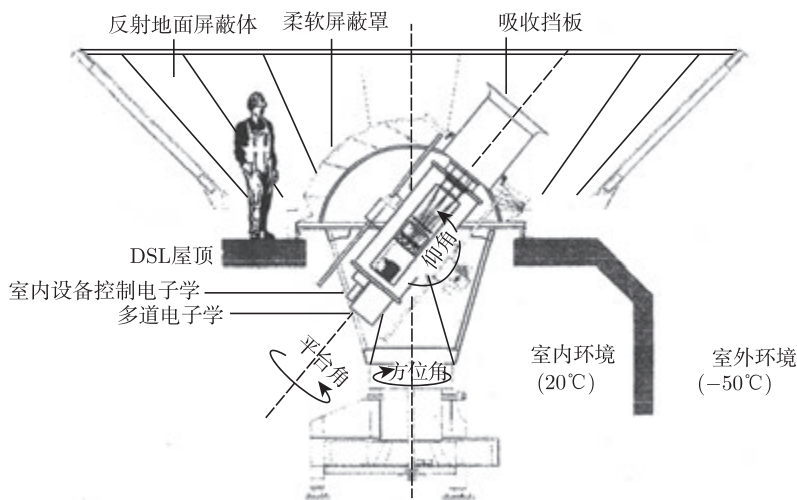 反射地面屏蔽体
柔软屏蔽罩
吸收挡板
DSL屋顶
仰角
室内设备控制电子学
多道电子学
平台角
方位角
室内环境
(20℃)
室外环境
(−50℃)